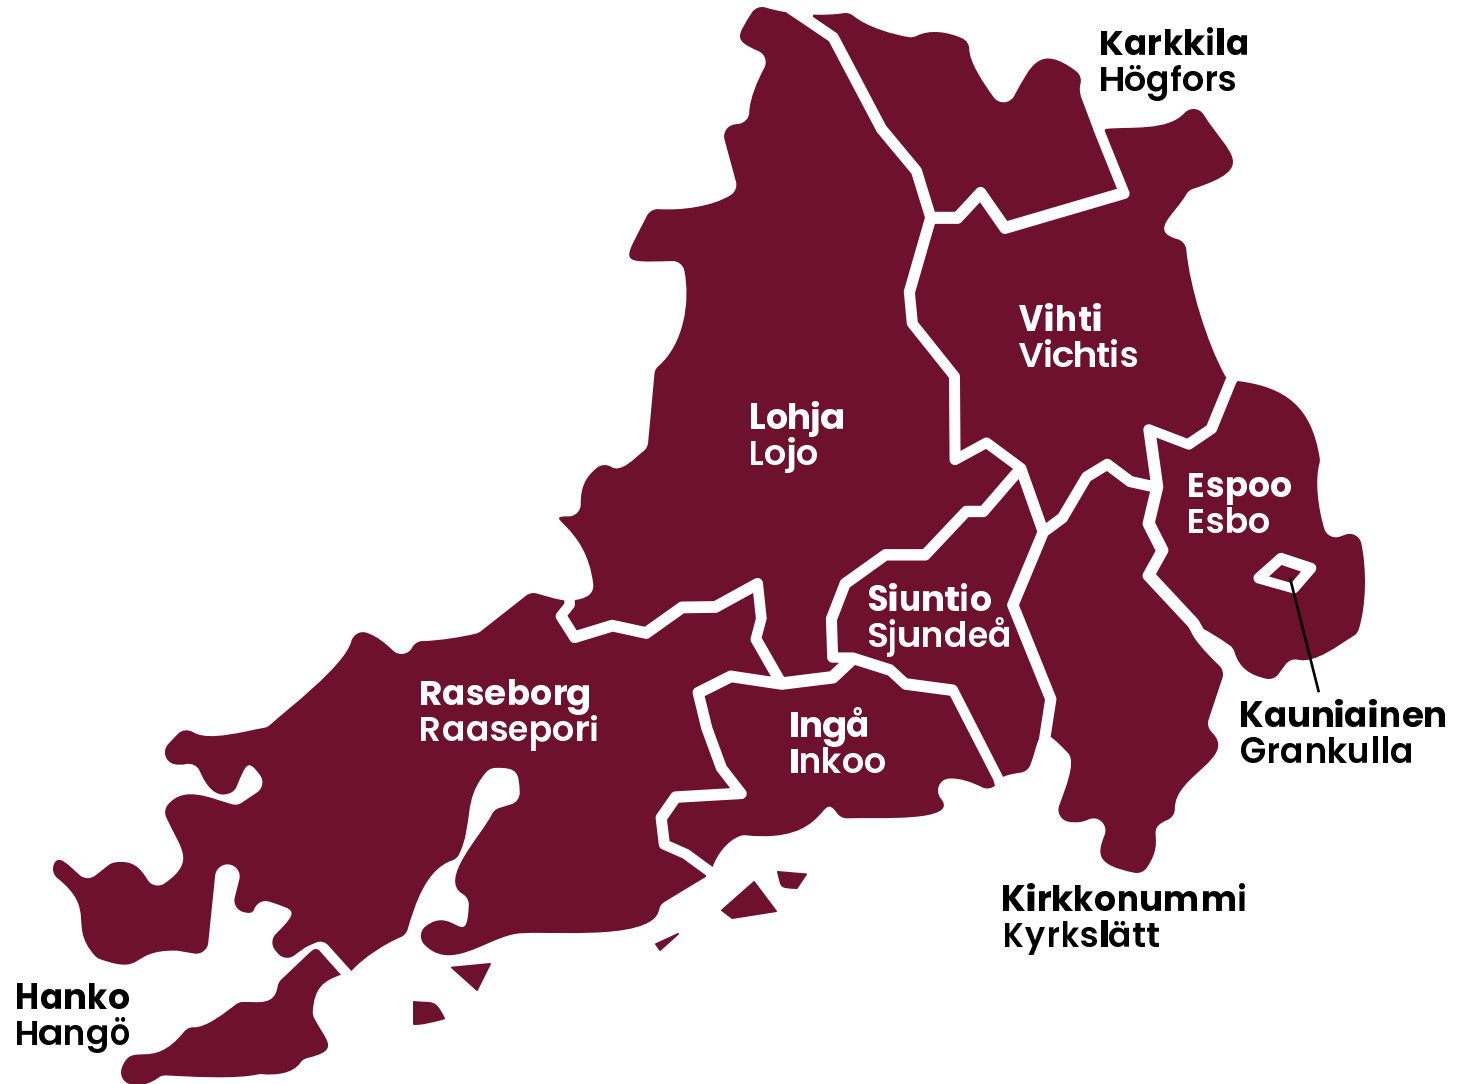 Karkkila
Högfors
Vihti
Vichtis
Lohja
Lojo
Espoo
Esbo
Siuntio
Sjundeå
Raseborg
Raasepori
Ingå
Inkoo
Kauniainen
Grankulla
Kirkkonummi
Kyrkslätt
Hanko
Hangö